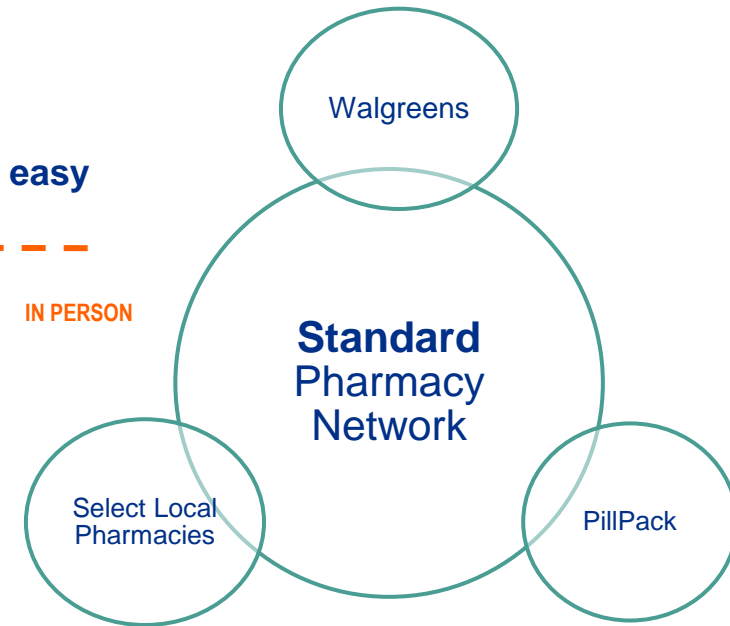 Walgreens
easy
IN PERSON
Standard
Pharmacy
Network
Select Local
Pharmacies
PillPack